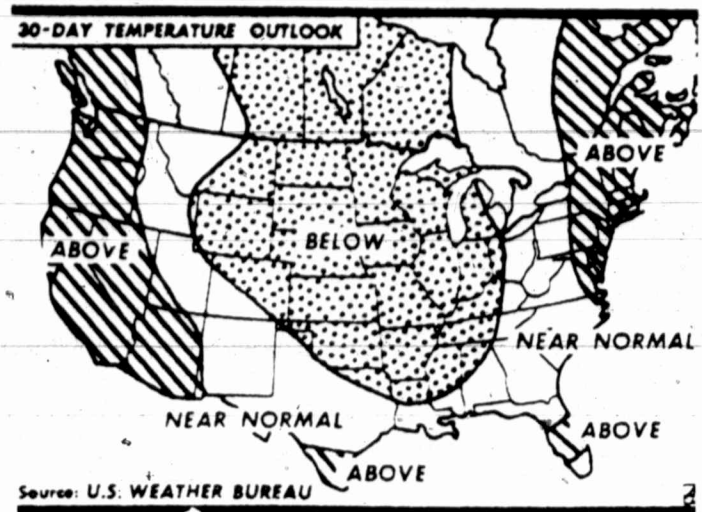 30-DAY TEMPERATURE OUTLOOK
ABOVE
ABOVE
BELOW
NEAR NORMAL
NEAR NORMAL
ABOVE
ABOVE
Source: U.S. WEATHER BUREAU